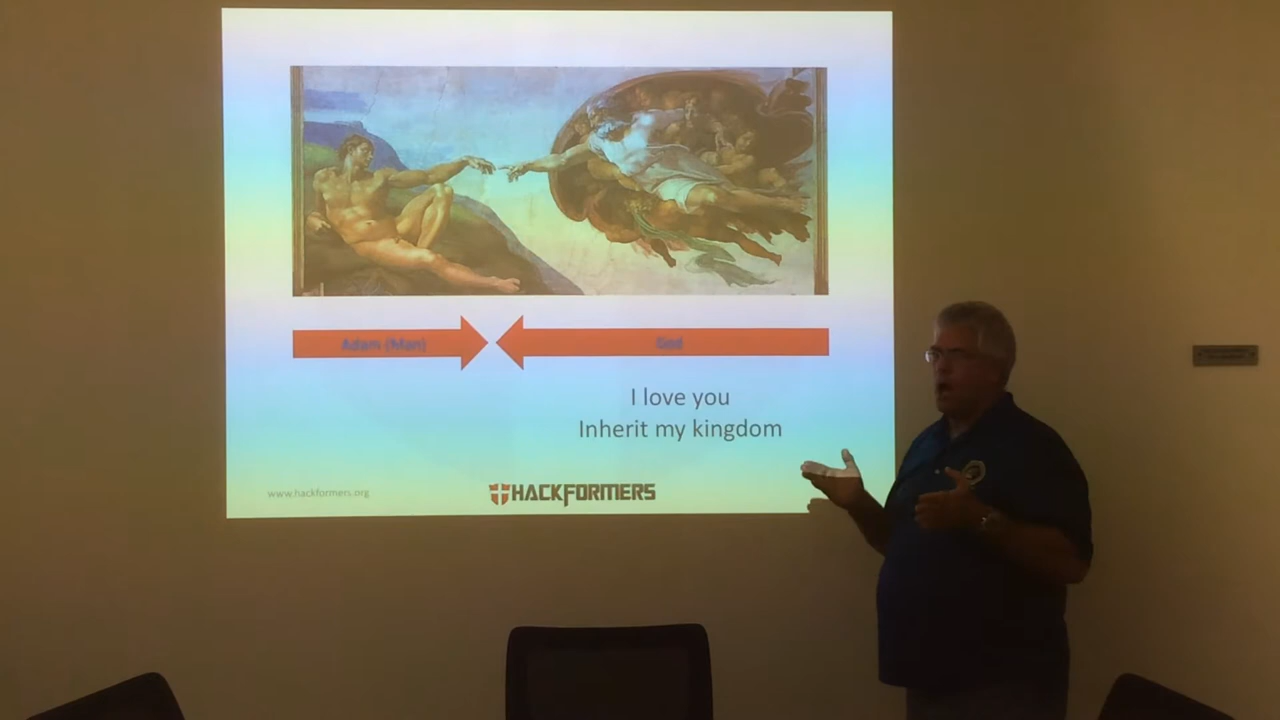 Adam (Man)
God
I love you
Inherit my kingdom
www.hackformers.org
HACKFORMERS